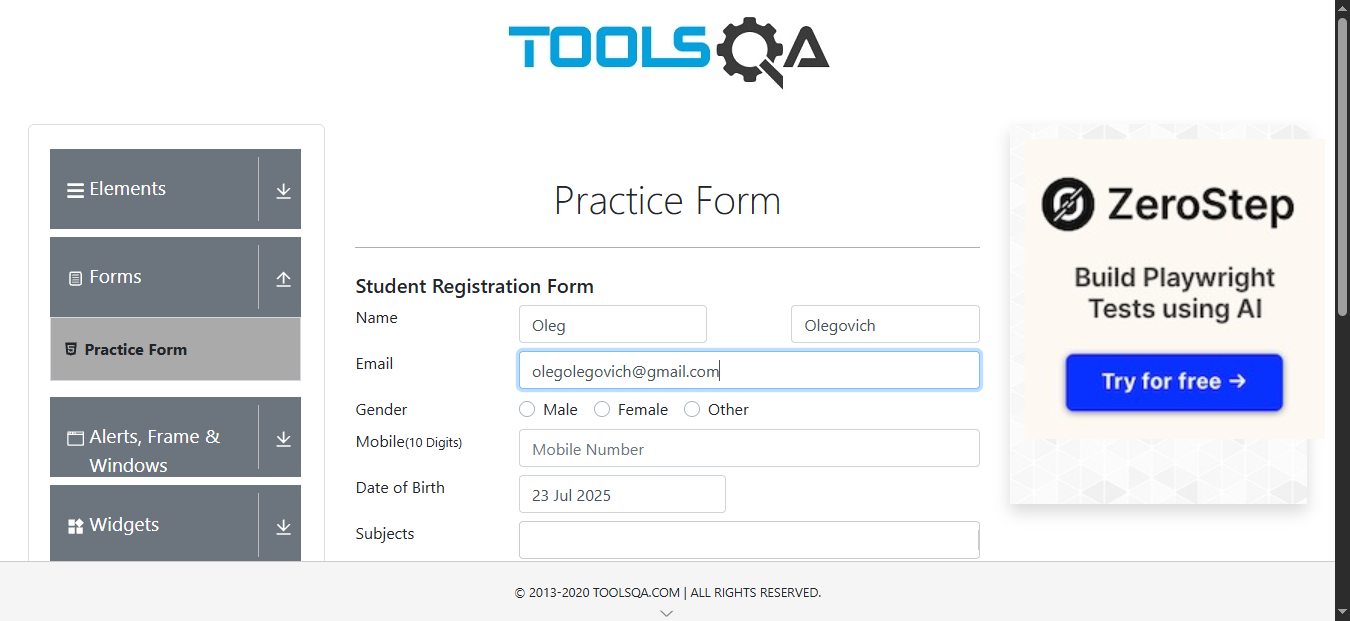 TOOLSQA
Elements
Forms
Practice Form
Alerts, Frame &
Windows
Widgets
Practice Form
Student Registration Form
Name
Oleg
Olegovich
Email
olegolegovich@gmail.com
Gender
Male
Female
Other
Mobile(10 Digits)
Mobile Number
Date of Birth
23 Jul 2025
Subjects
ZeroStep
Build Playwright
Tests using AI
Try for free →
© 2013-2020 TOOLSQA.COM | ALL RIGHTS RESERVED.